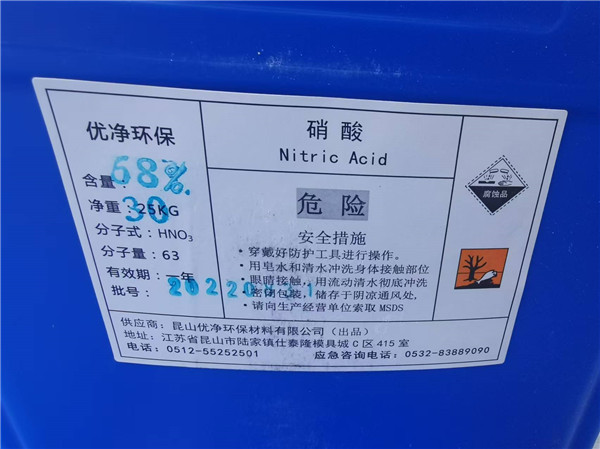 优净环保
含量: 68%
净重: 25KG
30
分子式: HNO₃
分子量: 63
有效期: 一年
批号: 20220831
硝酸
Nitric Acid
危险
安全措施
• 穿戴好防护工具进行操作。
• 用皂水和清水冲洗身体接触部位
• 眼睛接触,用流动清水彻底冲洗
• 密闭包装,储存于阴凉通风处,
• 请向生产经营单位索取 MSDS
腐蚀品
供应商: 昆山优净环保材料有限公司(出品)
地址: 江苏省昆山市陆家镇仕泰隆模具城 C 区 415 室
电话: 0512-55252501 应急咨询电话: 0532-83889090